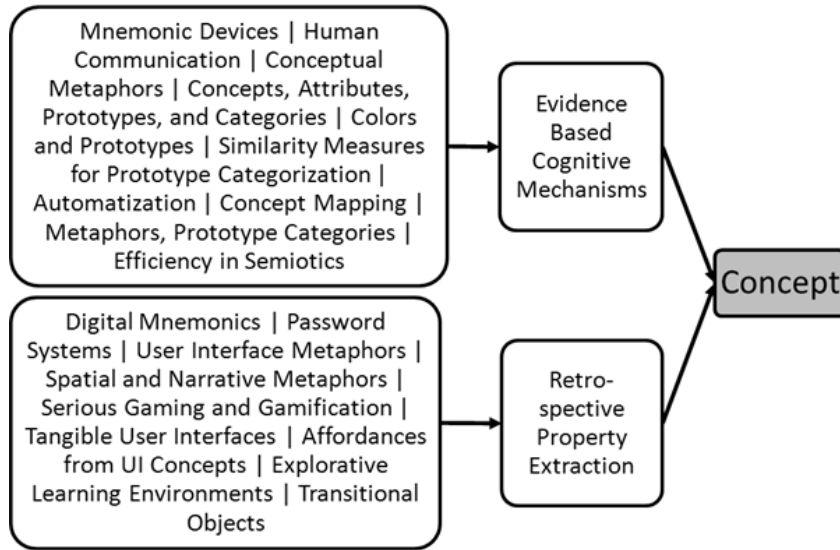 Mnemonic Devices | Human
Communication | Conceptual
Metaphors | Concepts, Attributes,
Prototypes, and Categories | Colors
and Prototypes | Similarity Measures
for Prototype Categorization |
Automatization | Concept Mapping |
Metaphors, Prototype Categories |
Efficiency in Semiotics
Evidence
Based
Cognitive
Mechanisms
Digital Mnemonics | Password
Systems | User Interface Metaphors |
Spatial and Narrative Metaphors |
Serious Gaming and Gamification |
Tangible User Interfaces | Affordances
from UI Concepts | Explorative
Learning Environments | Transitional
Objects
Retro-
spective
Property
Extraction
Concept